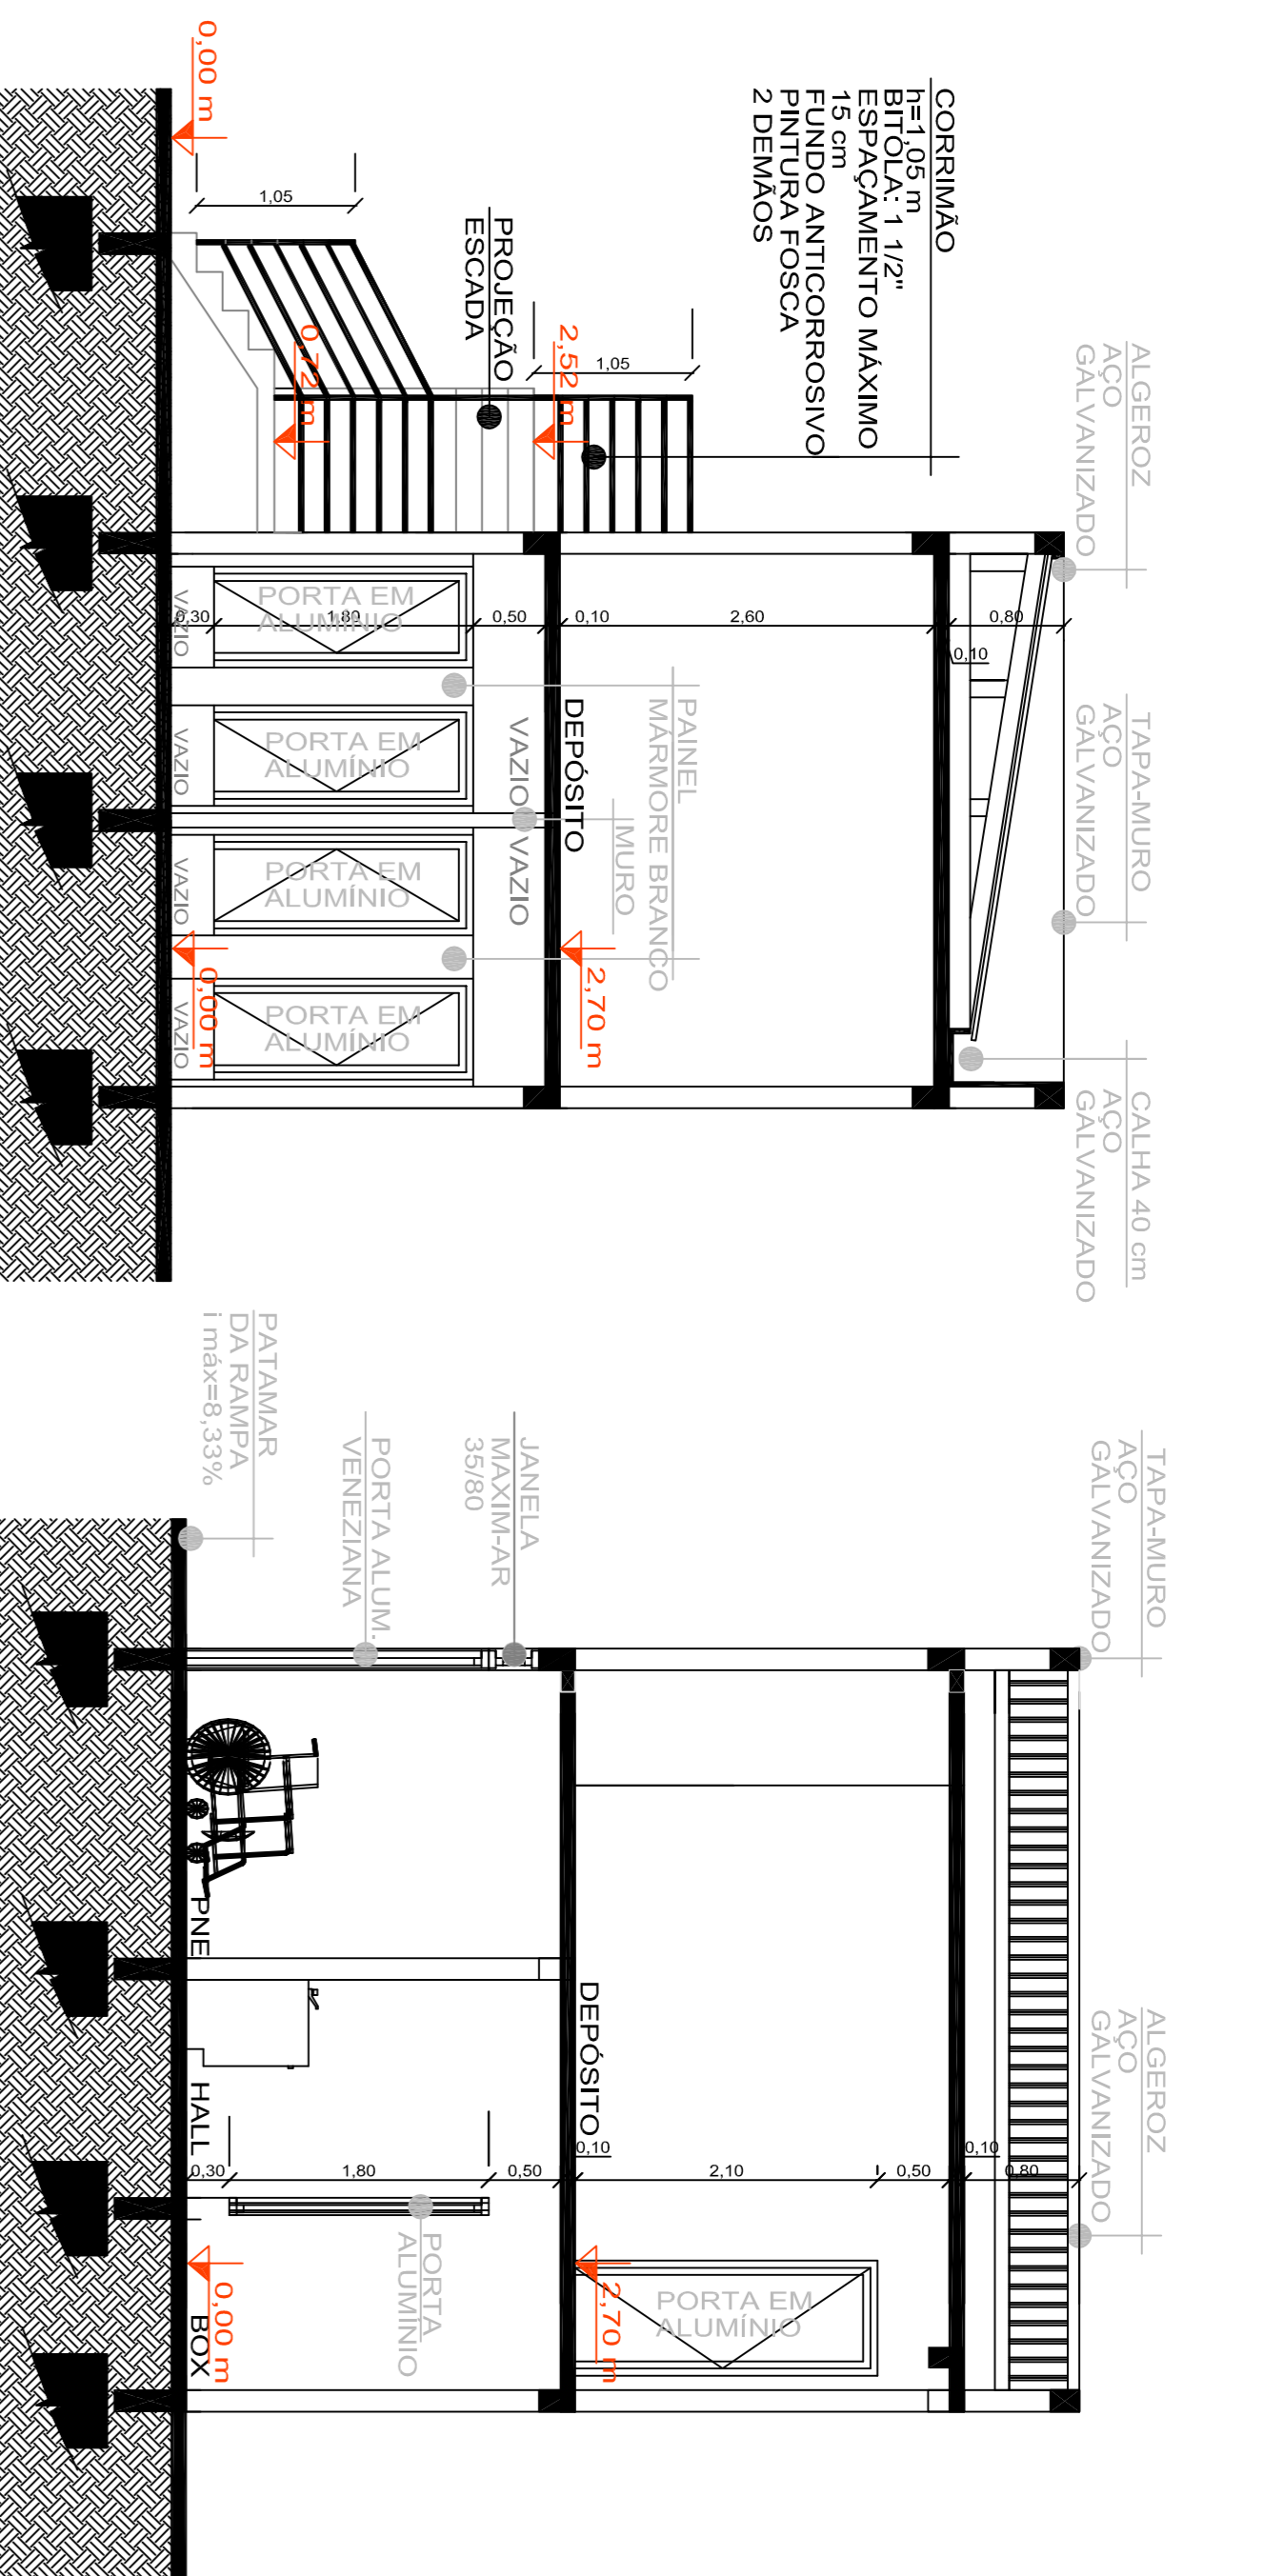 CORRIMÃO
h=1,05 m
BITOLA: 1 1/2"
ESPAÇAMENTO MÁXIMO
15 cm
FUNDO ANTICORROSIVO
PINTURA FOSCA
2 DEMÃOS
ALGEROZ
AÇO
GALVANIZADO
TAPA-MURO
AÇO
GALVANIZADO
CALHA 40 cm
AÇO
GALVANIZADO
PROJEÇÃO
ESCADA
0,00 m
0,72 m
2,52 m
1,05
1,05
0,80
0,10
2,60
0,10
0,50
1,80
0,30
PAINEL
MÁRMORE BRANCO
MURO
DEPÓSITO
2,70 m
VAZIO
VAZIO
PORTA EM
ALUMÍNIO
PORTA EM
ALUMÍNIO
PORTA EM
ALUMÍNIO
PORTA EM
ALUMÍNIO
VAZIO
VAZIO
VAZIO
VAZIO
0,00 m
TAPA-MURO
AÇO
GALVANIZADO
ALGEROZ
AÇO
GALVANIZADO
JANELA
MAXIM-AR
35/80
PORTA ALUM.
VENEZIANA
PATAMAR
DA RAMPA
i máx=8,33%
0,80
0,10
0,50
2,10
0,10
0,50
1,80
0,30
DEPÓSITO
2,70 m
PORTA EM
ALUMÍNIO
PORTA
ALUMÍNIO
PNE
HALL
BOX
0,00 m